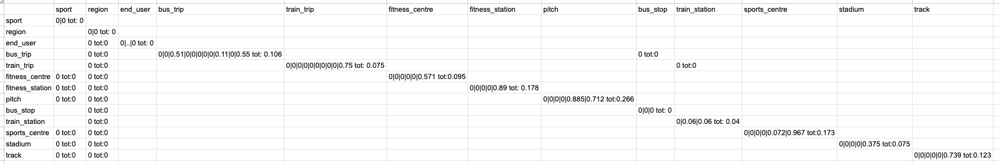 sport region end_user bus_trip train_trip fitness_centre fitness_station pitch bus_stop train_station sports_centre stadium track
sport 0|0 tot: 0
region 0|0 tot: 0
end_user 0 tot:0 0|..|0 tot: 0
bus_trip 0 tot:0 0|0|0.51|0|0|0|0|0.11|0|0.55 tot: 0.106 0 tot:0
train_trip 0 tot:0 0|0|0|0|0|0|0|0|0|0.75 tot: 0.075 0 tot:0
fitness_centre 0 tot:0 0 tot:0 0|0|0|0|0|0.571 tot:0.095
fitness_station 0 tot:0 0 tot:0 0|0|0|0|0.89 tot: 0.178
pitch 0 tot:0 0 tot:0 0|0|0|0|0.885|0.712 tot:0.266
bus_stop 0 tot:0 0|0|0 tot: 0
train_station 0 tot:0 0|0.06|0.06 tot: 0.04
sports_centre 0 tot:0 0 tot:0 0|0|0|0|0.072|0.967 tot:0.173
stadium 0 tot:0 0 tot:0 0|0|0|0|0.375 tot:0.075
track 0 tot:0 0 tot:0 0|0|0|0|0|0.739 tot:0.123